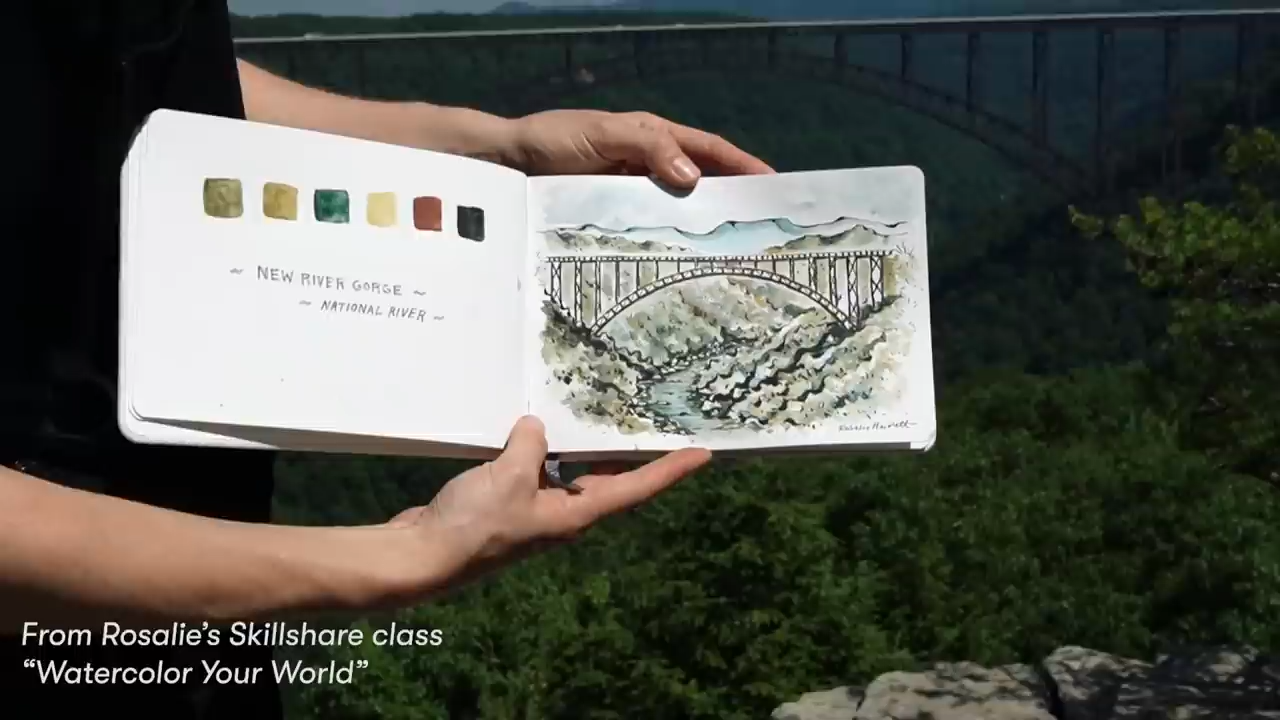 ~ NEW RIVER GORGE ~
~ NATIONAL RIVER ~
From Rosalie's Skillshare class
“Watercolor Your World”